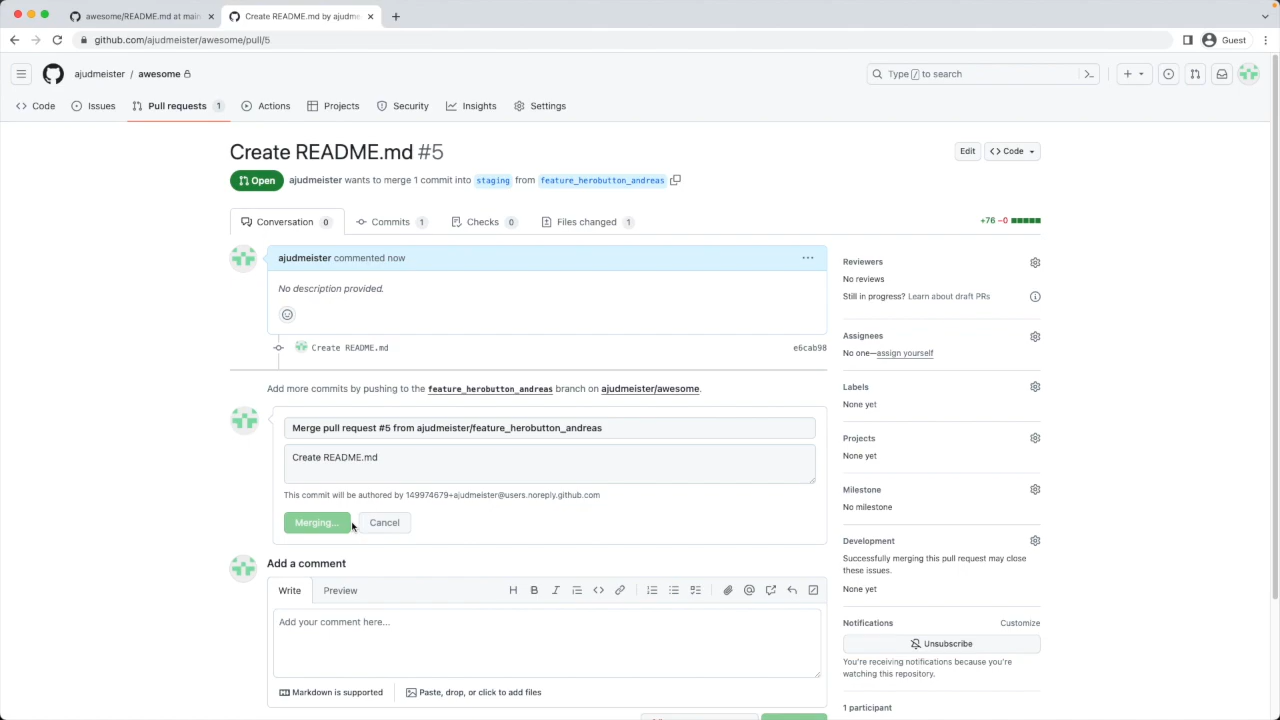 awesome/README.md at main
Create README.md by ajudme
github.com/ajudmeister/awesome/pull/5
Guest
ajudmeister / awesome
Type / to search
Code
Issues
Pull requests 1
Actions
Projects
Security
Insights
Settings
Create README.md #5
Edit
<> Code
Open
ajudmeister wants to merge 1 commit into staging from feature_herobutton_andreas
Conversation 0
Commits 1
Checks 0
Files changed 1
+76 −0
ajudmeister commented now
No description provided.
Create README.md
e6cab98
Add more commits by pushing to the feature_herobutton_andreas branch on ajudmeister/awesome.
Merge pull request #5 from ajudmeister/feature_herobutton_andreas
Create README.md
This commit will be authored by 149974679+ajudmeister@users.noreply.github.com
Merging...
Cancel
Add a comment
Write
Preview
Add your comment here...
Markdown is supported
Paste, drop, or click to add files
Reviewers
No reviews
Still in progress? Learn about draft PRs
Assignees
No one—assign yourself
Labels
None yet
Projects
None yet
Milestone
No milestone
Development
Successfully merging this pull request may close
these issues.
None yet
Notifications
Customize
Unsubscribe
You're receiving notifications because you're
watching this repository.
1 participant